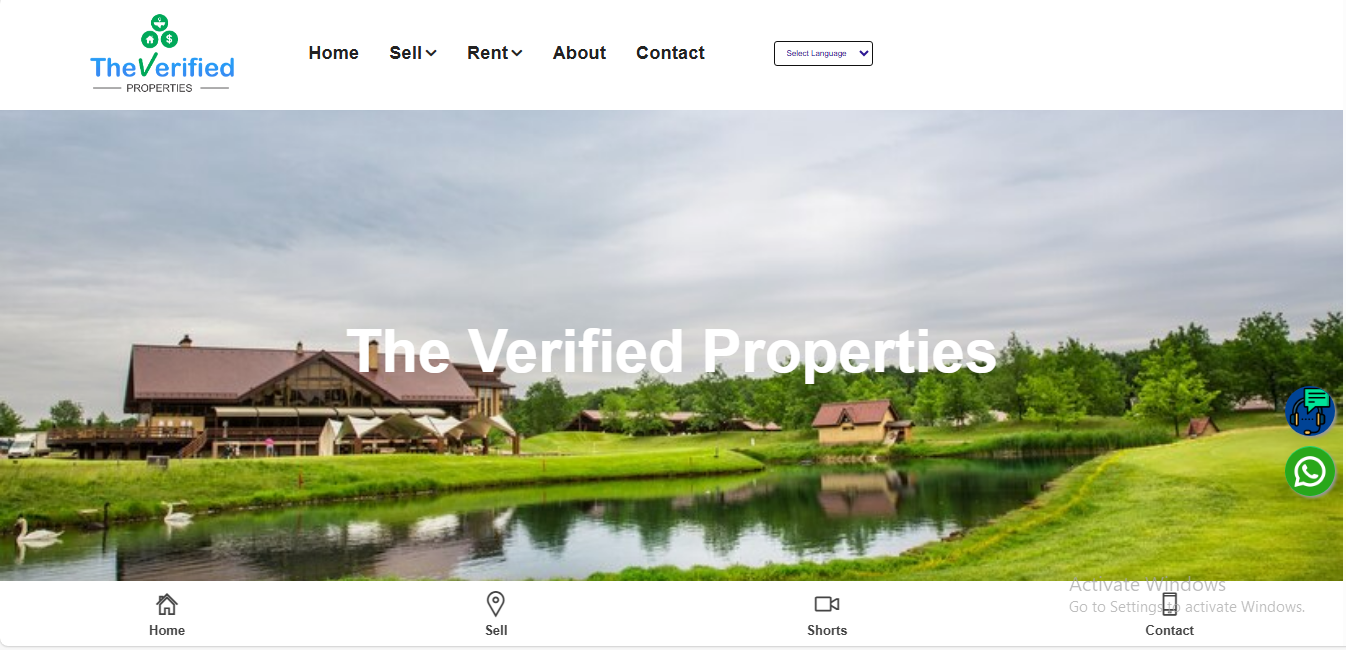 TheVerified
PROPERTIES
Home Sell Rent About Contact
Select Language
The Verified Properties
Activate Windows
Go to Settings to activate Windows.
Home Sell Shorts Contact